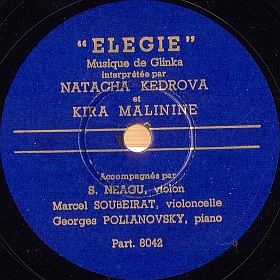 "ELEGIE"
Musique de Glinka
interprétée par
NATACHA KEDROVA
et
KIRA MALININE
Accompagnés par
S. NEAGU, violon
Marcel SOUBEIRAT, violoncelle
Georges POLIANOVSKY, piano
Part. 8042